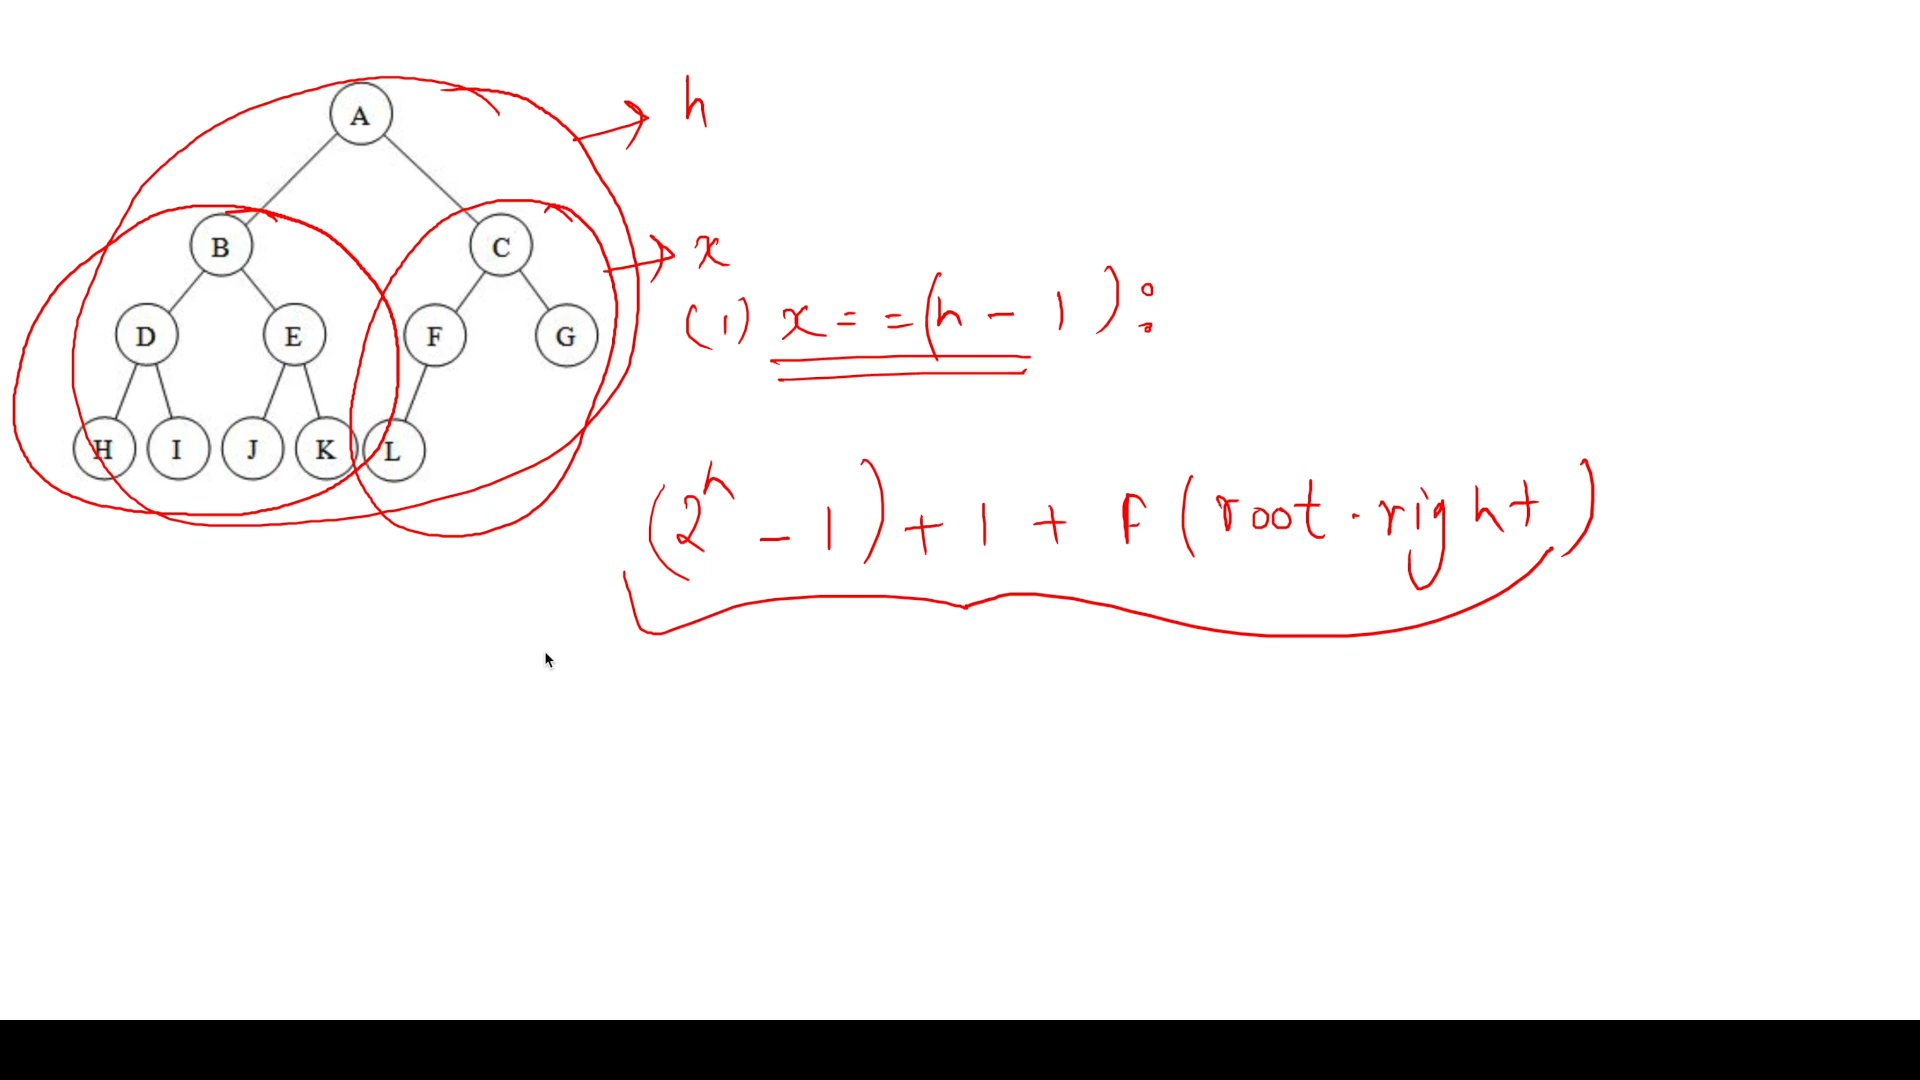 A
h
B
C
x
D
E
F
G
(1) x == (h - 1) :
H
I
J
K
L
(2^h - 1) + 1 + F (root.right)